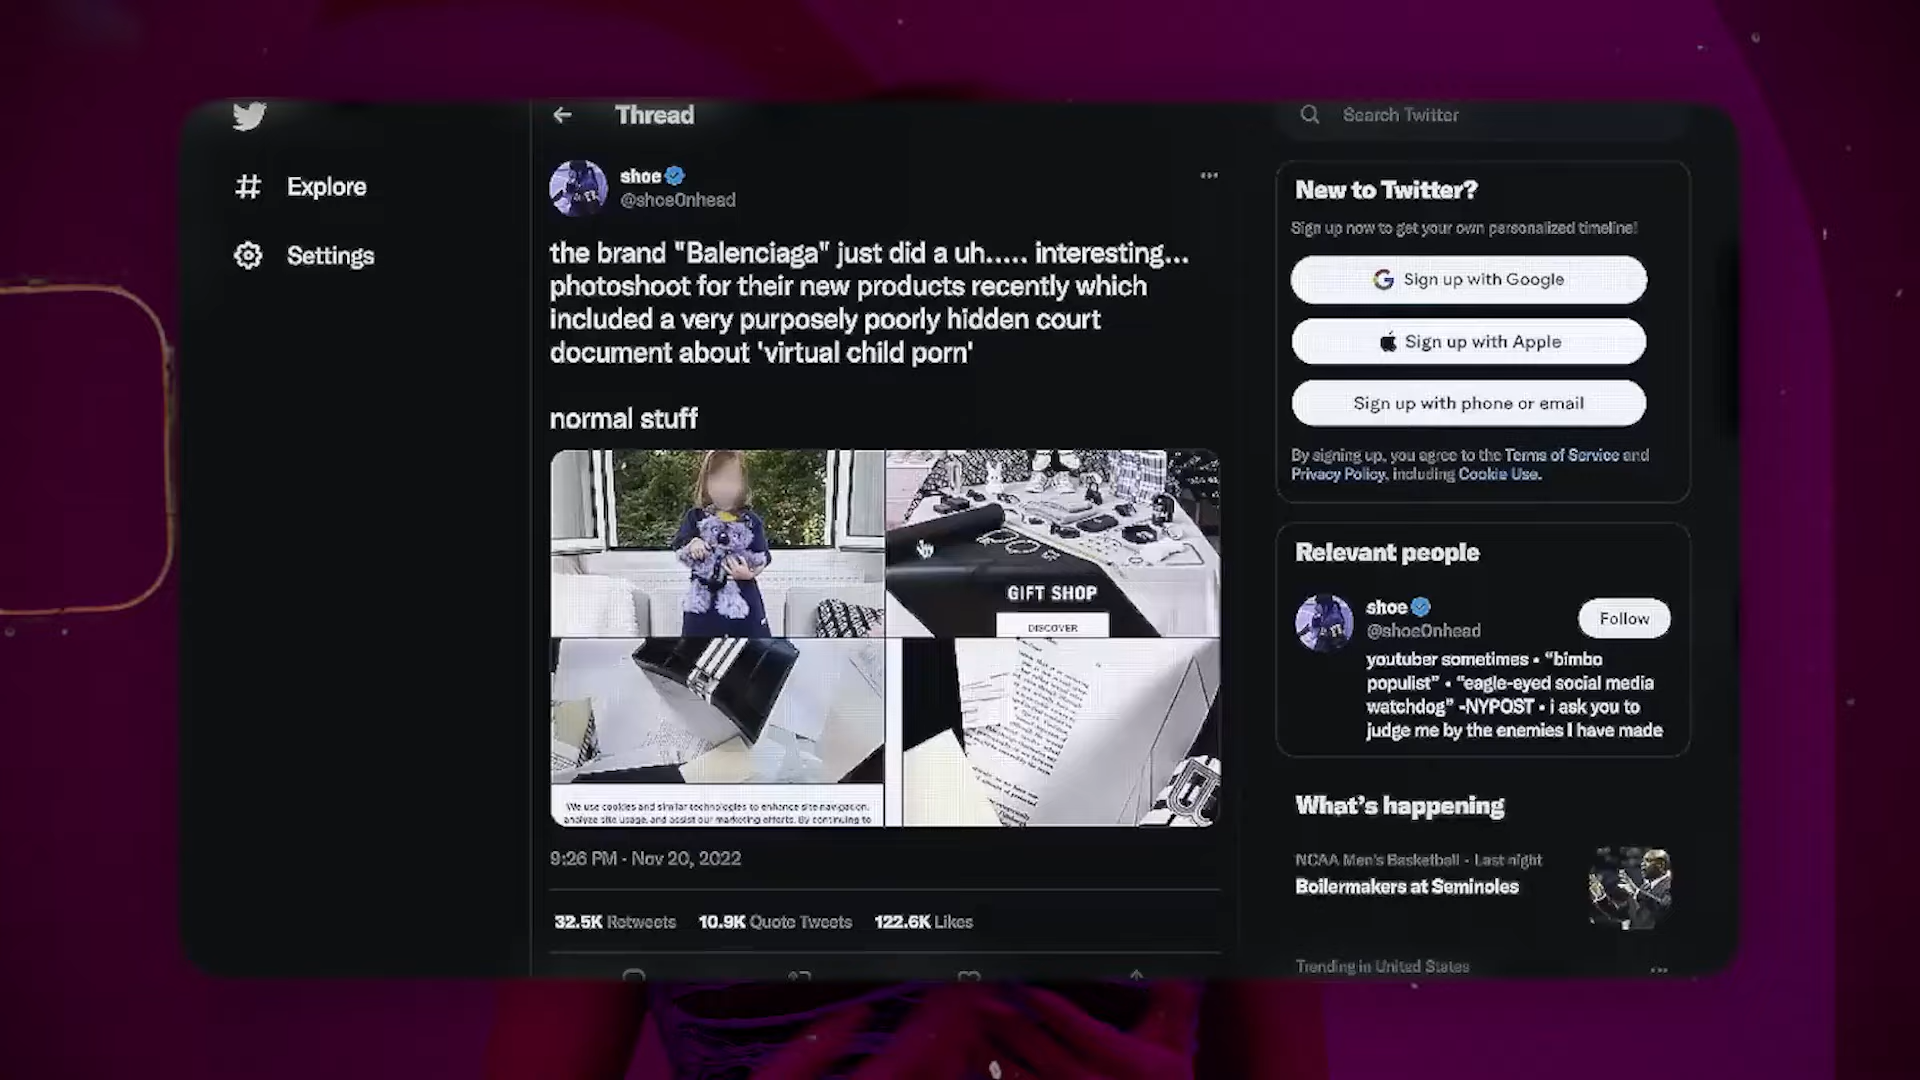 Explore
Settings
Thread
shoe
@shoe0nhead
the brand "Balenciaga" just did a uh..... interesting...
photoshoot for their new products recently which
included a very purposely poorly hidden court
document about 'virtual child porn'
normal stuff
GIFT SHOP
DISCOVER
We use cookies and similar technologies to enhance site navigation,
analyze site usage, and assist our marketing efforts. By continuing to
9:26 PM · Nov 20, 2022
32.5K Retweets 10.9K Quote Tweets 122.6K Likes
Search Twitter
New to Twitter?
Sign up now to get your own personalized timeline!
Sign up with Google
Sign up with Apple
Sign up with phone or email
By signing up, you agree to the Terms of Service and
Privacy Policy, including Cookie Use.
Relevant people
shoe
@shoe0nhead
Follow
youtuber sometimes • “bimbo
populist” • “eagle-eyed social media
watchdog” -NYPOST • i ask you to
judge me by the enemies I have made
What’s happening
NCAA Men's Basketball · Last night
Boilermakers at Seminoles
Trending in United States